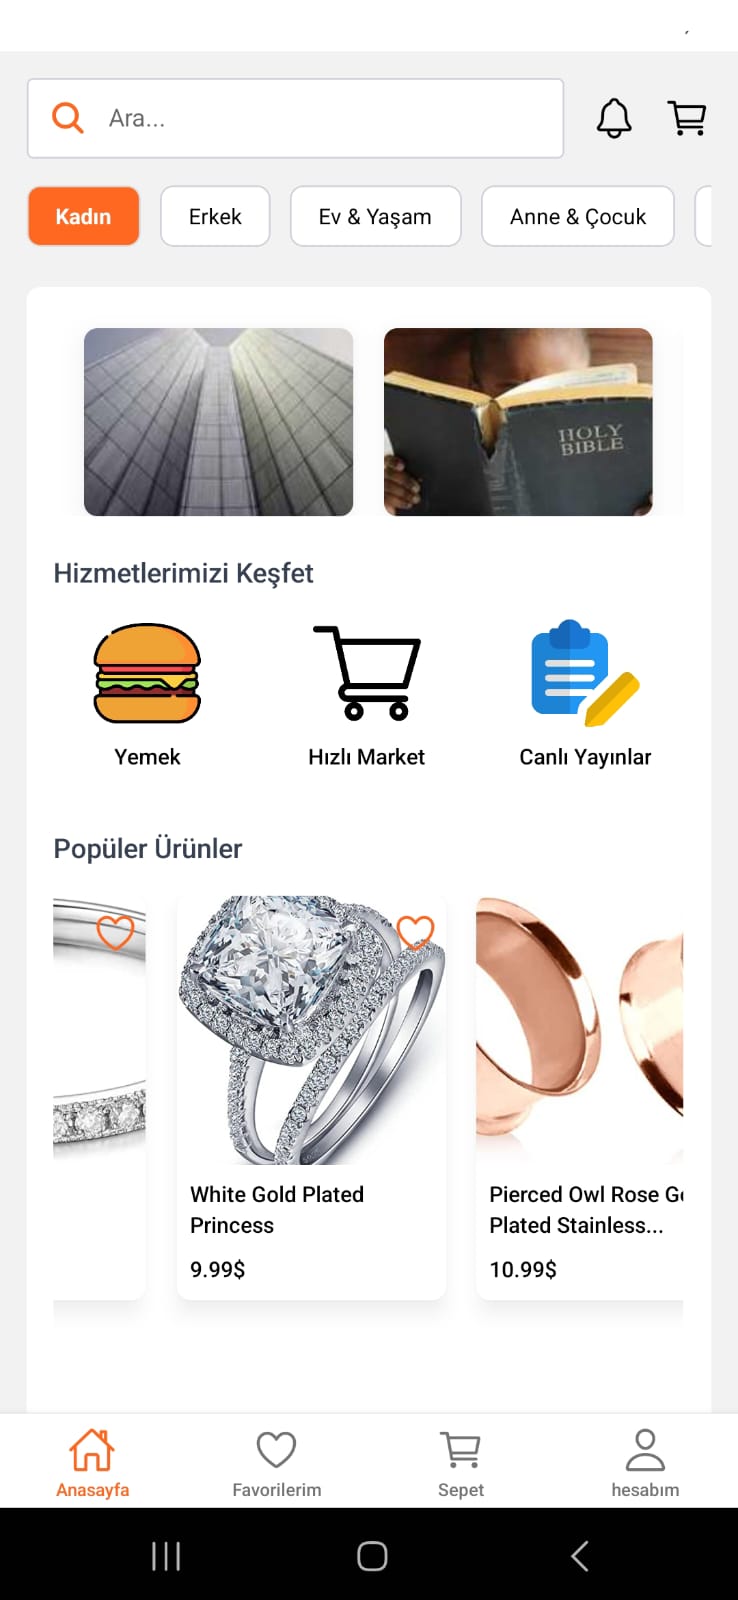 Ara...
Kadın
Erkek
Ev & Yaşam
Anne & Çocuk
HOLY
BIBLE
Hizmetlerimizi Keşfet
Yemek
Hızlı Market
Canlı Yayınlar
Popüler Ürünler
White Gold Plated
Princess
9.99$
Pierced Owl Rose
Plated Stainless...
10.99$
Anasayfa
Favorilerim
Sepet
hesabım